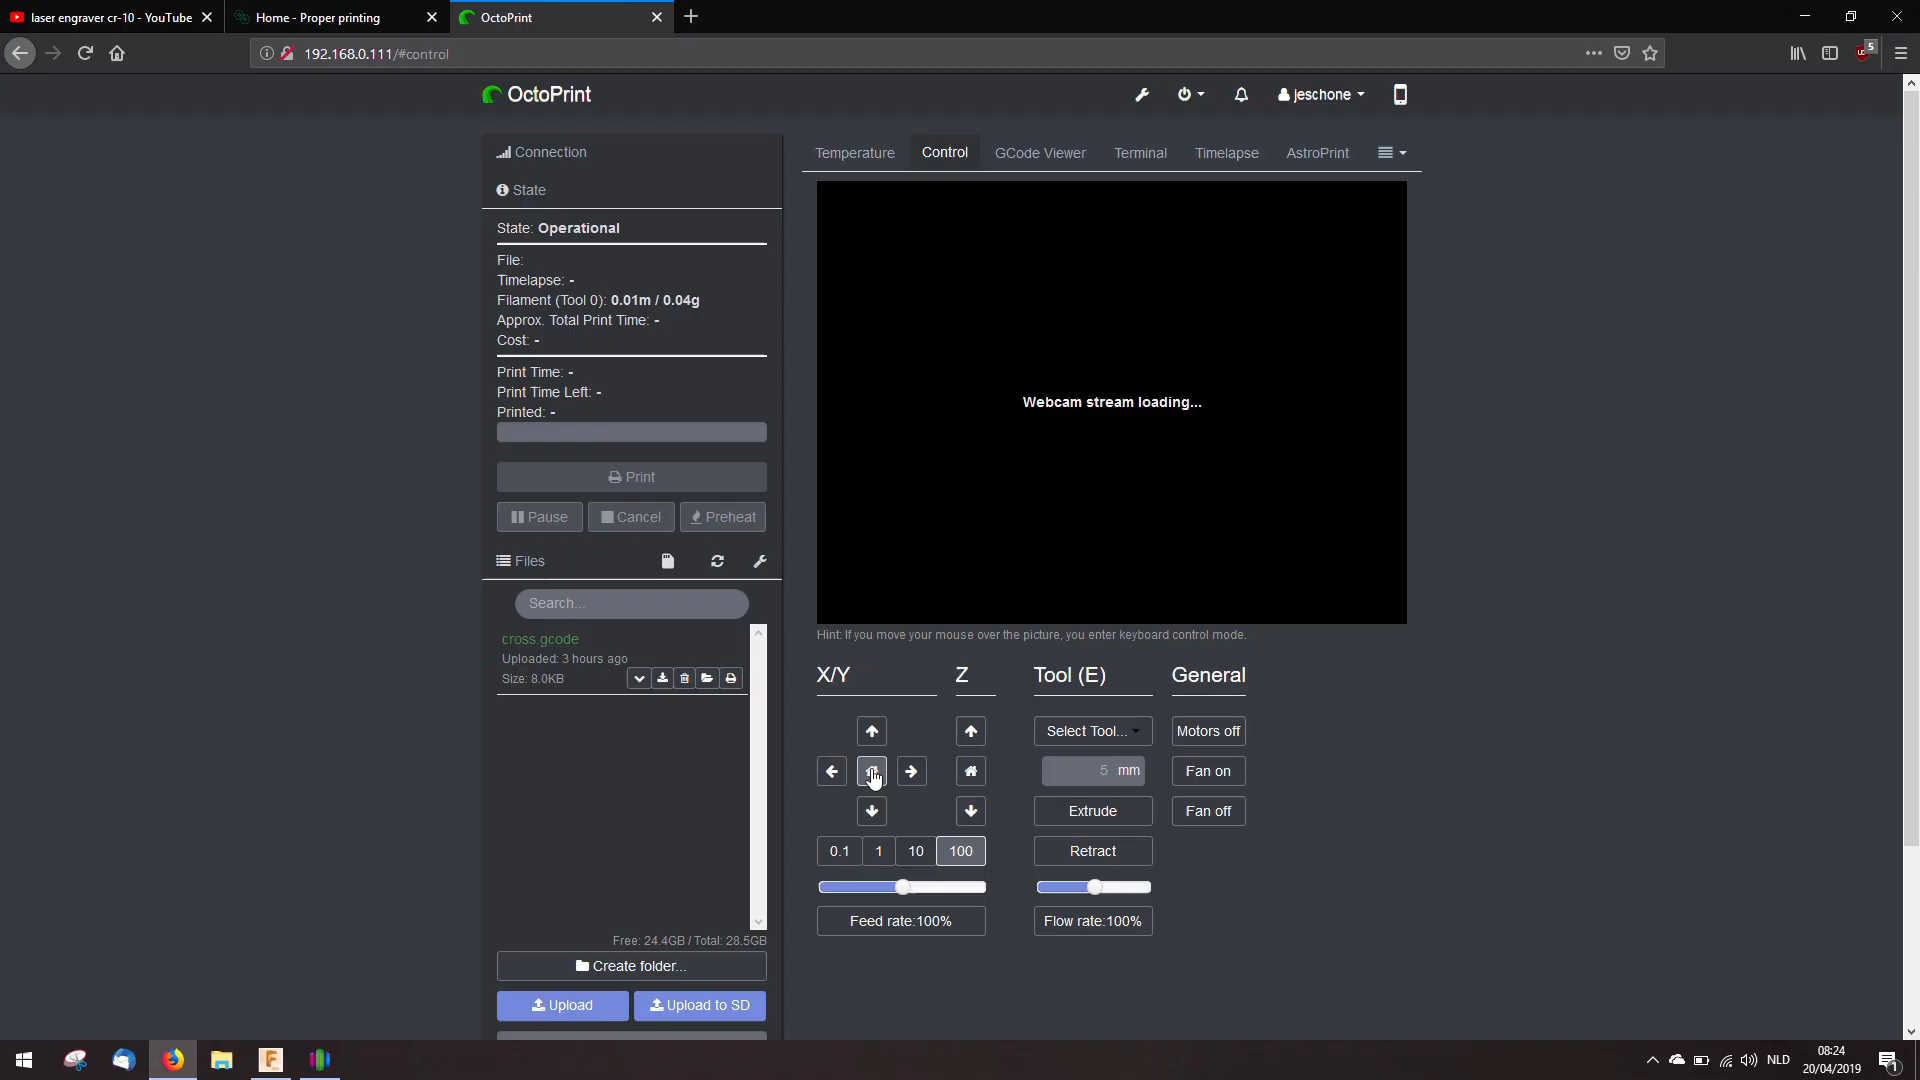 laser engraver cr-10 - YouTube
Home - Proper printing
OctoPrint
192.168.0.111/#control
5
OctoPrint
jeschone
Connection
State
State: Operational
File:
Timelapse: -
Filament (Tool 0): 0.01m / 0.04g
Approx. Total Print Time: -
Cost: -
Print Time: -
Print Time Left: -
Printed: -
Print
Pause
Cancel
Preheat
Files
Search...
cross.gcode
Uploaded: 3 hours ago
Size: 8.0KB
Free: 24.4GB / Total: 28.5GB
Create folder...
Upload
Upload to SD
Temperature
Control
GCode Viewer
Terminal
Timelapse
AstroPrint
Webcam stream loading...
Hint: If you move your mouse over the picture, you enter keyboard control mode.
X/Y
Z
Tool (E)
General
Select Tool...
Motors off
5 mm
Fan on
Extrude
Fan off
0.1
1
10
100
Retract
Feed rate:100%
Flow rate:100%
NLD
08:24
20/04/2019
1